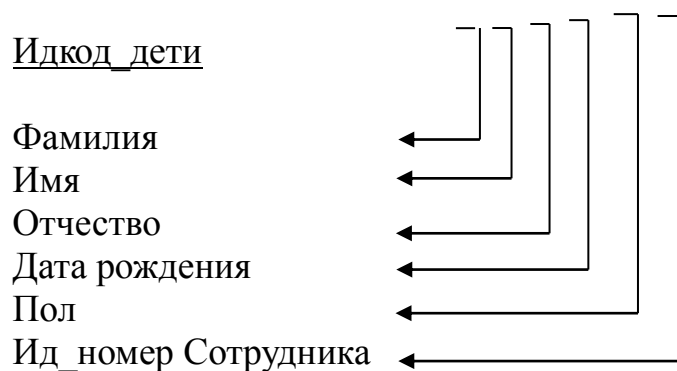 Идкод_дети
Фамилия
Имя
Отчество
Дата рождения
Пол
Ид_номер Сотрудника